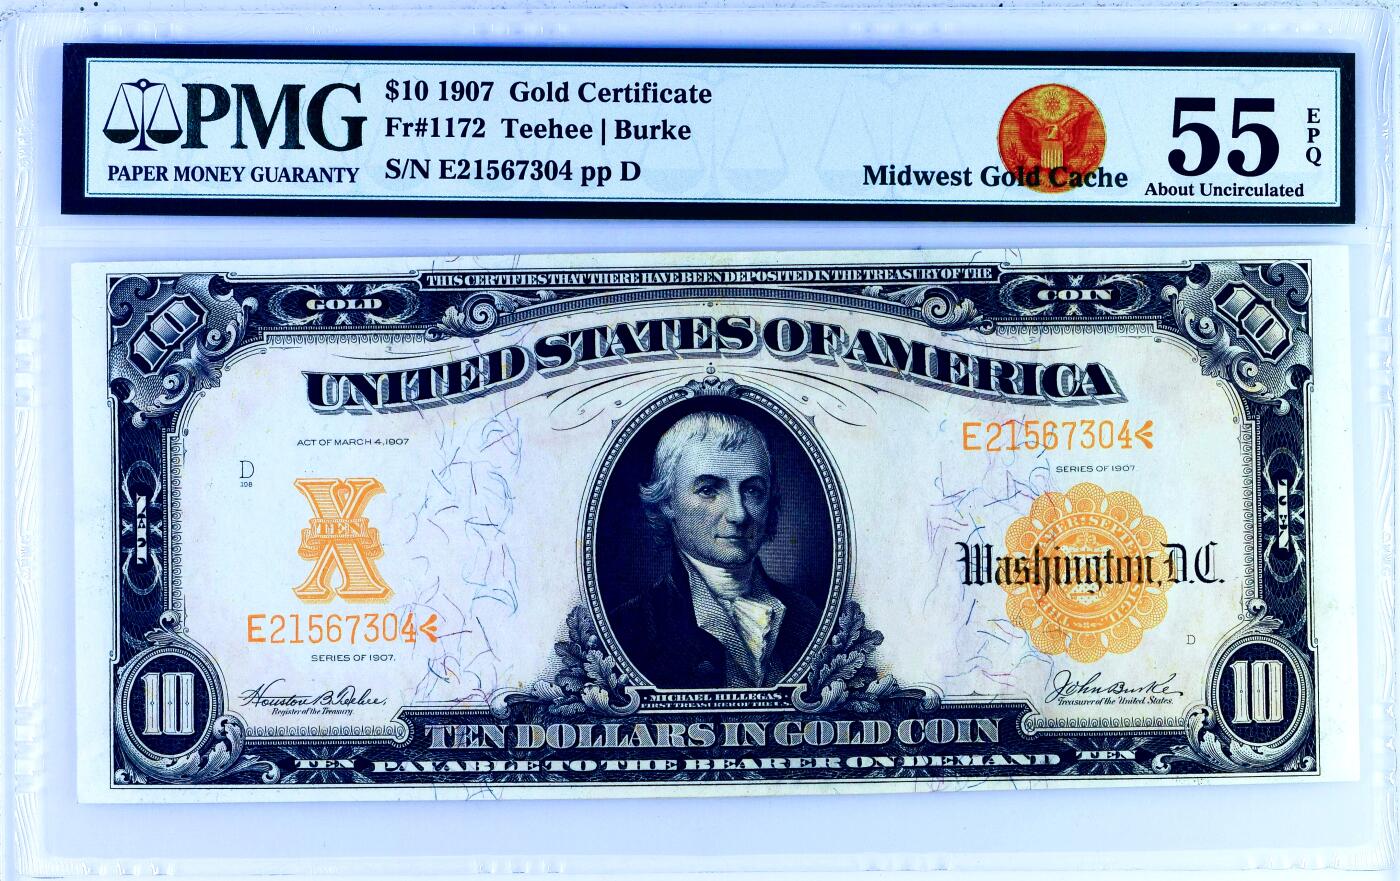 PMG
PAPER MONEY GUARANTY
$10 1907 Gold Certificate
Fr#1172 Teehee | Burke
S/N E21567304 pp D
Midwest Gold Cache
55
EPQ
About Uncirculated
THIS CERTIFIES THAT THERE HAVE BEEN DEPOSITED IN THE TREASURY OF THE
GOLD
COIN
10
10
UNITED STATES OF AMERICA
ACT OF MARCH 4, 1907
E21567304
SERIES OF 1907.
D
108
X
TEN
Washington, D.C.
E21567304
SERIES OF 1907.
D
Houston B. Teehee,
Register of the Treasury.
MICHAEL HILLEGAS
FIRST TREASURER OF THE U.S.
John Burke
Treasurer of the United States.
10
10
TEN DOLLARS IN GOLD COIN
TEN PAYABLE TO THE BEARER ON DEMAND TEN